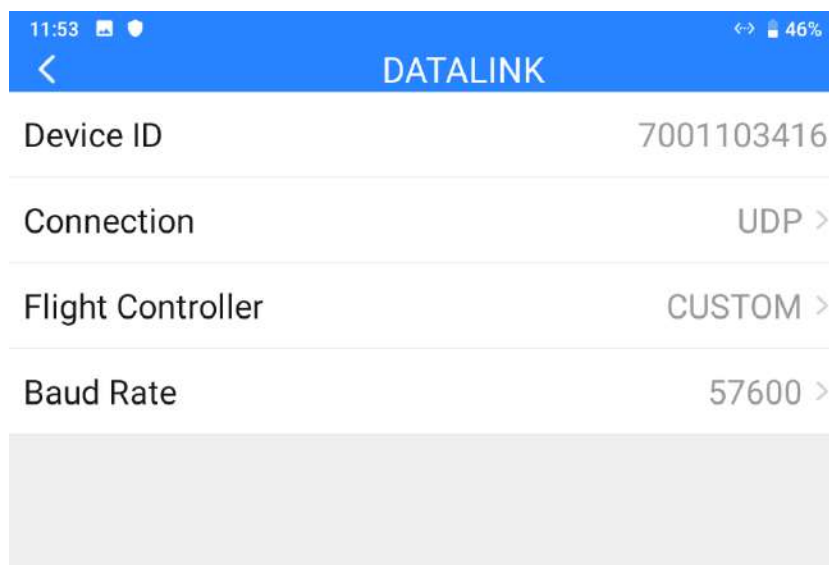 11:53 46%
DATALINK
Device ID 7001103416
Connection UDP >
Flight Controller CUSTOM >
Baud Rate 57600 >